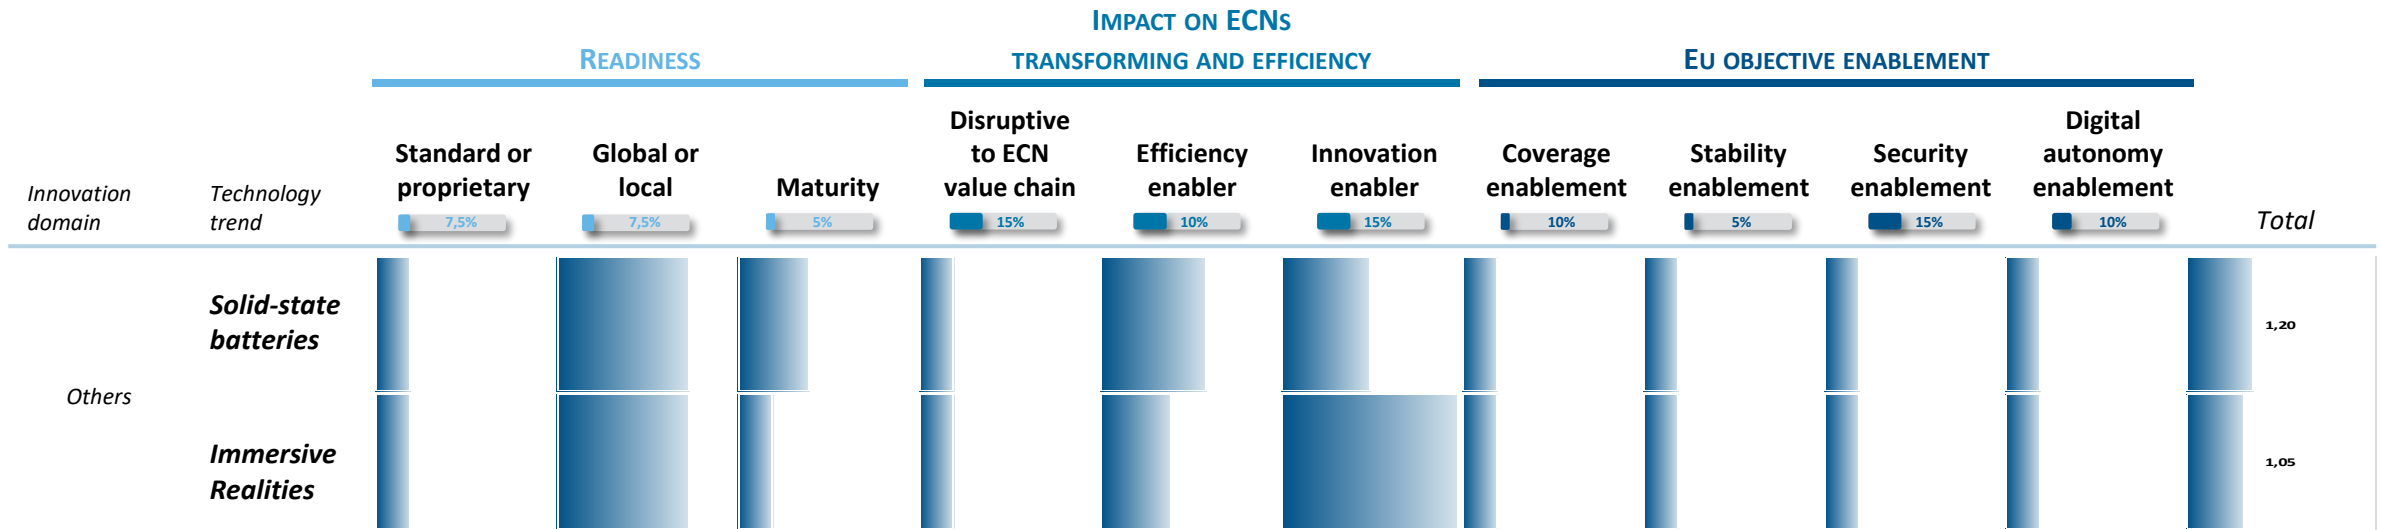 IMPACT ON ECNS
READINESS
TRANSFORMING AND EFFICIENCY
EU OBJECTIVE ENABLEMENT
Innovation
domain
Technology
trend
Standard or
proprietary
7,5%
Global or
local
7,5%
Maturity
5%
Disruptive
to ECN
value chain
15%
Efficiency
enabler
10%
Innovation
enabler
15%
Coverage
enablement
10%
Stability
enablement
5%
Security
enablement
15%
Digital
autonomy
enablement
10%
Total
Others
Solid-state
batteries
1,20
Immersive
Realities
1,05